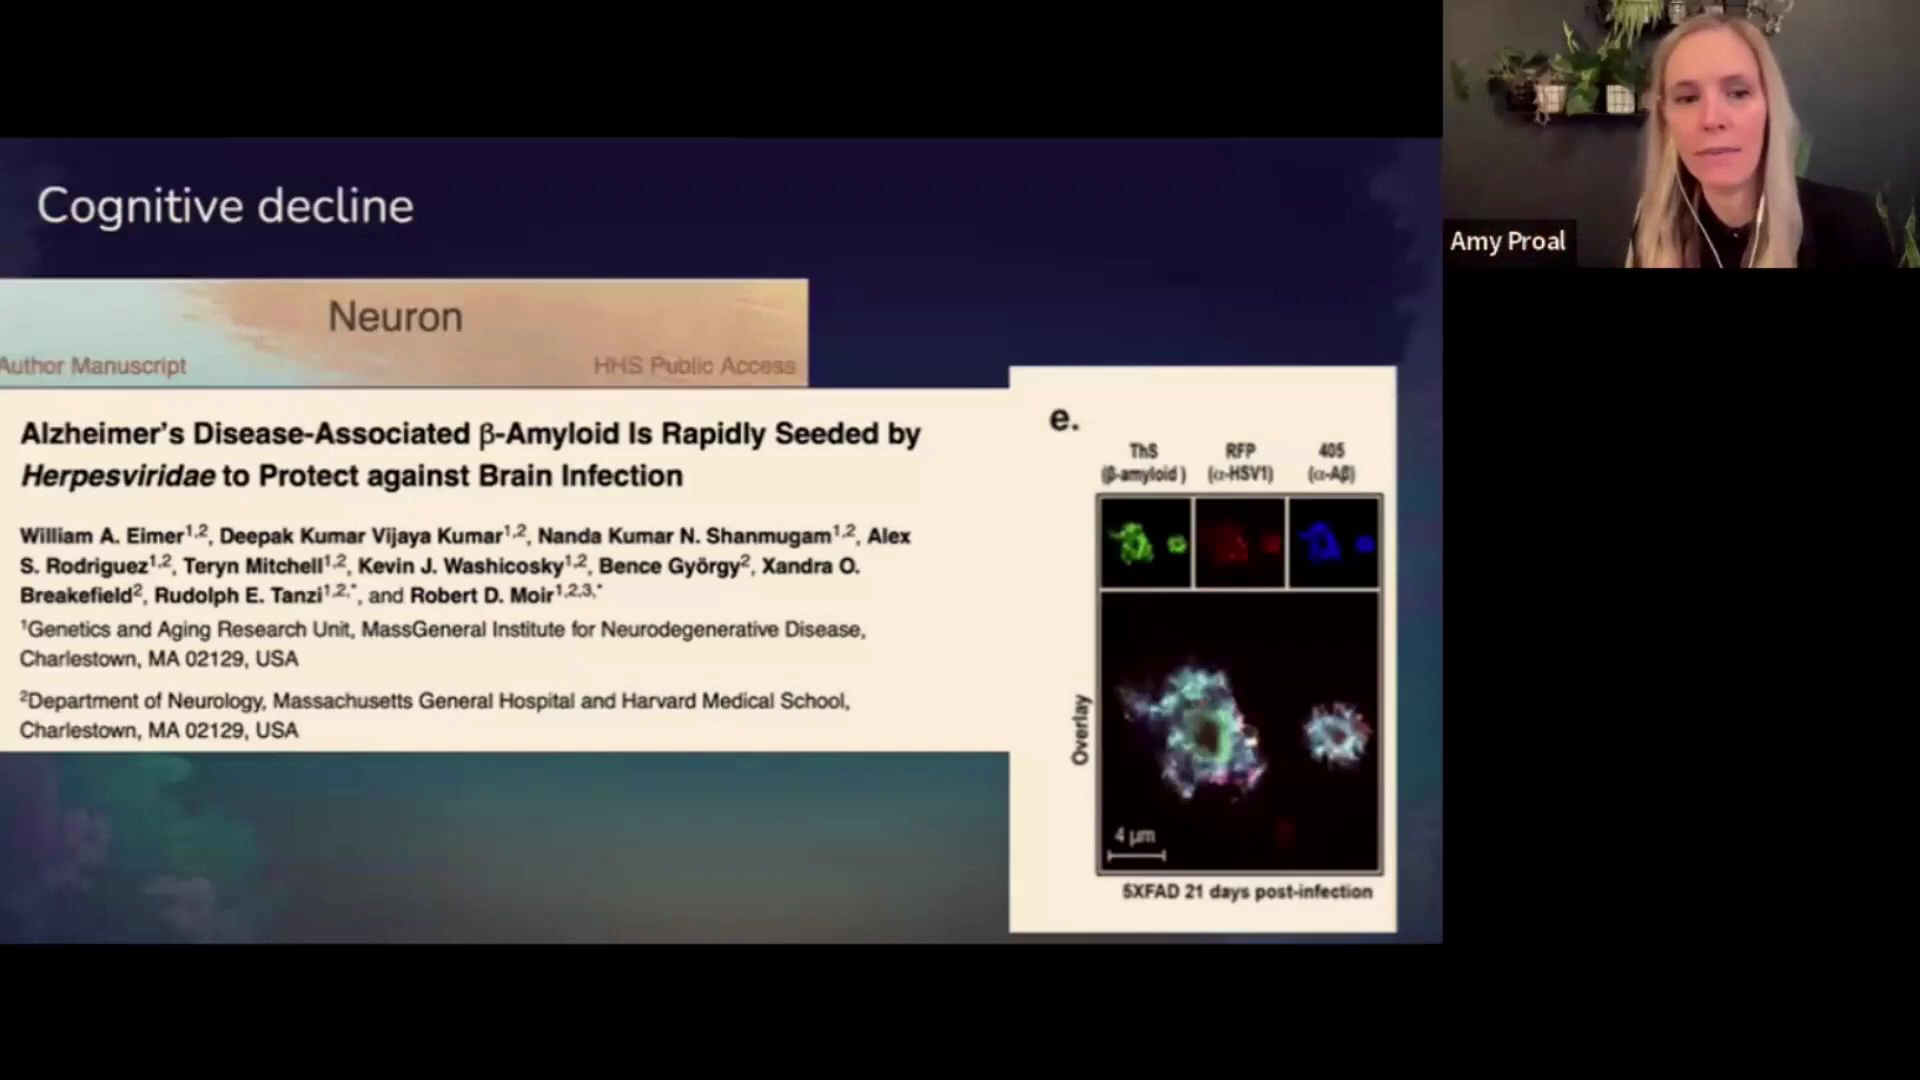 Cognitive decline
Neuron
Author Manuscript
HHS Public Access
Alzheimer's Disease-Associated β-Amyloid Is Rapidly Seeded by
Herpesviridae to Protect against Brain Infection
William A. Eimer1,2, Deepak Kumar Vijaya Kumar1,2, Nanda Kumar N. Shanmugam1,2, Alex
S. Rodriguez1,2, Teryn Mitchell1,2, Kevin J. Washicosky1,2, Bence György2, Xandra O.
Breakefield2, Rudolph E. Tanzi1,2,*, and Robert D. Moir1,2,3,*
1Genetics and Aging Research Unit, MassGeneral Institute for Neurodegenerative Disease,
Charlestown, MA 02129, USA
2Department of Neurology, Massachusetts General Hospital and Harvard Medical School,
Charlestown, MA 02129, USA
e.
ThS
(β-amyloid )
RFP
(α-HSV1)
405
(α-Aβ)
Overlay
4 μm
5XFAD 21 days post-infection
Amy Proal